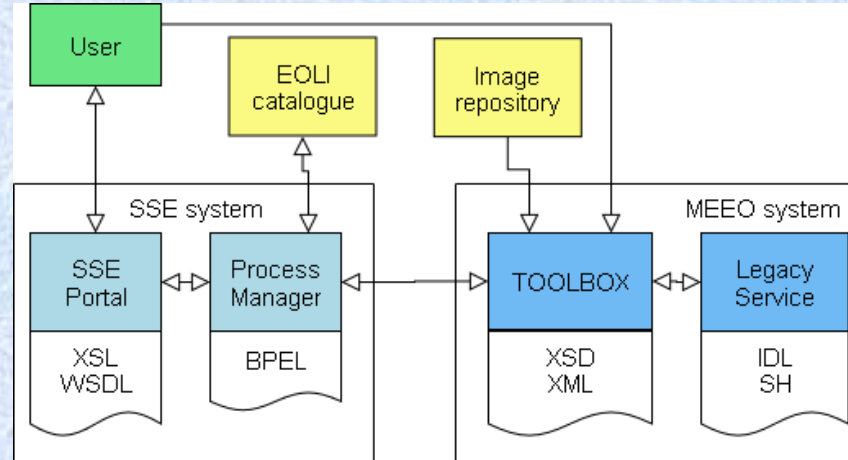 User
EOLI
catalogue
Image
repository
SSE system
MEEO system
SSE
Portal
Process
Manager
TOOLBOX
Legacy
Service
XSL
WSDL
BPEL
XSD
XML
IDL
SH